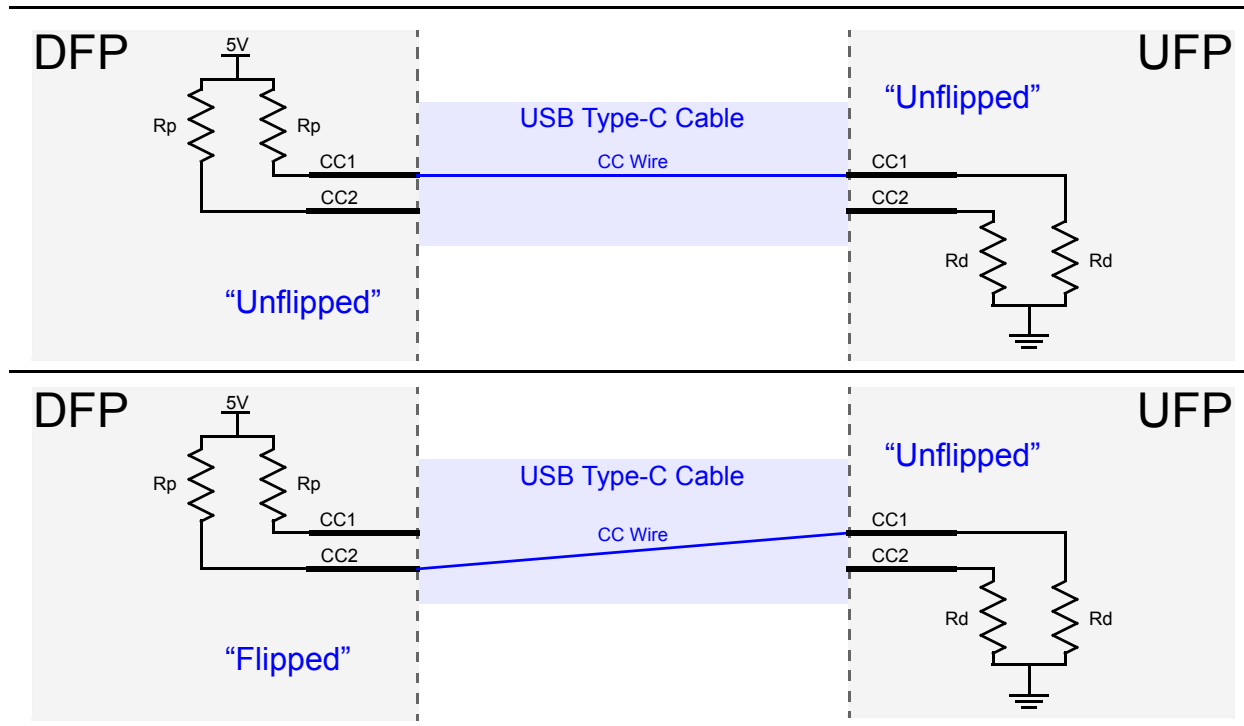 DFP
UFP
5V
“Unflipped”
Rp
Rp
USB Type-C Cable
CC1
CC Wire
CC1
CC2
CC2
Rd
Rd
“Unflipped”
DFP
UFP
5V
“Unflipped”
Rp
Rp
USB Type-C Cable
CC1
CC Wire
CC1
CC2
CC2
Rd
Rd
“Flipped”